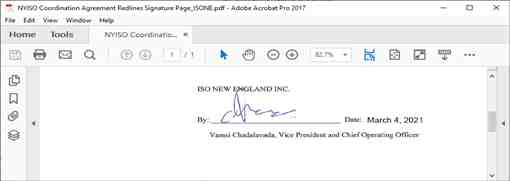 NYISO Coordination Agreement Redlines Signature Page_ISONE.pdf - Adobe Acrobat Pro 2017
File Edit View Window Help
Home Tools NYISO Coordinatio... ×
1 / 1 82.7%
ISO NEW ENGLAND INC.
By: Date: March 4, 2021
Vamsi Chadalavada, Vice President and Chief Operating Officer